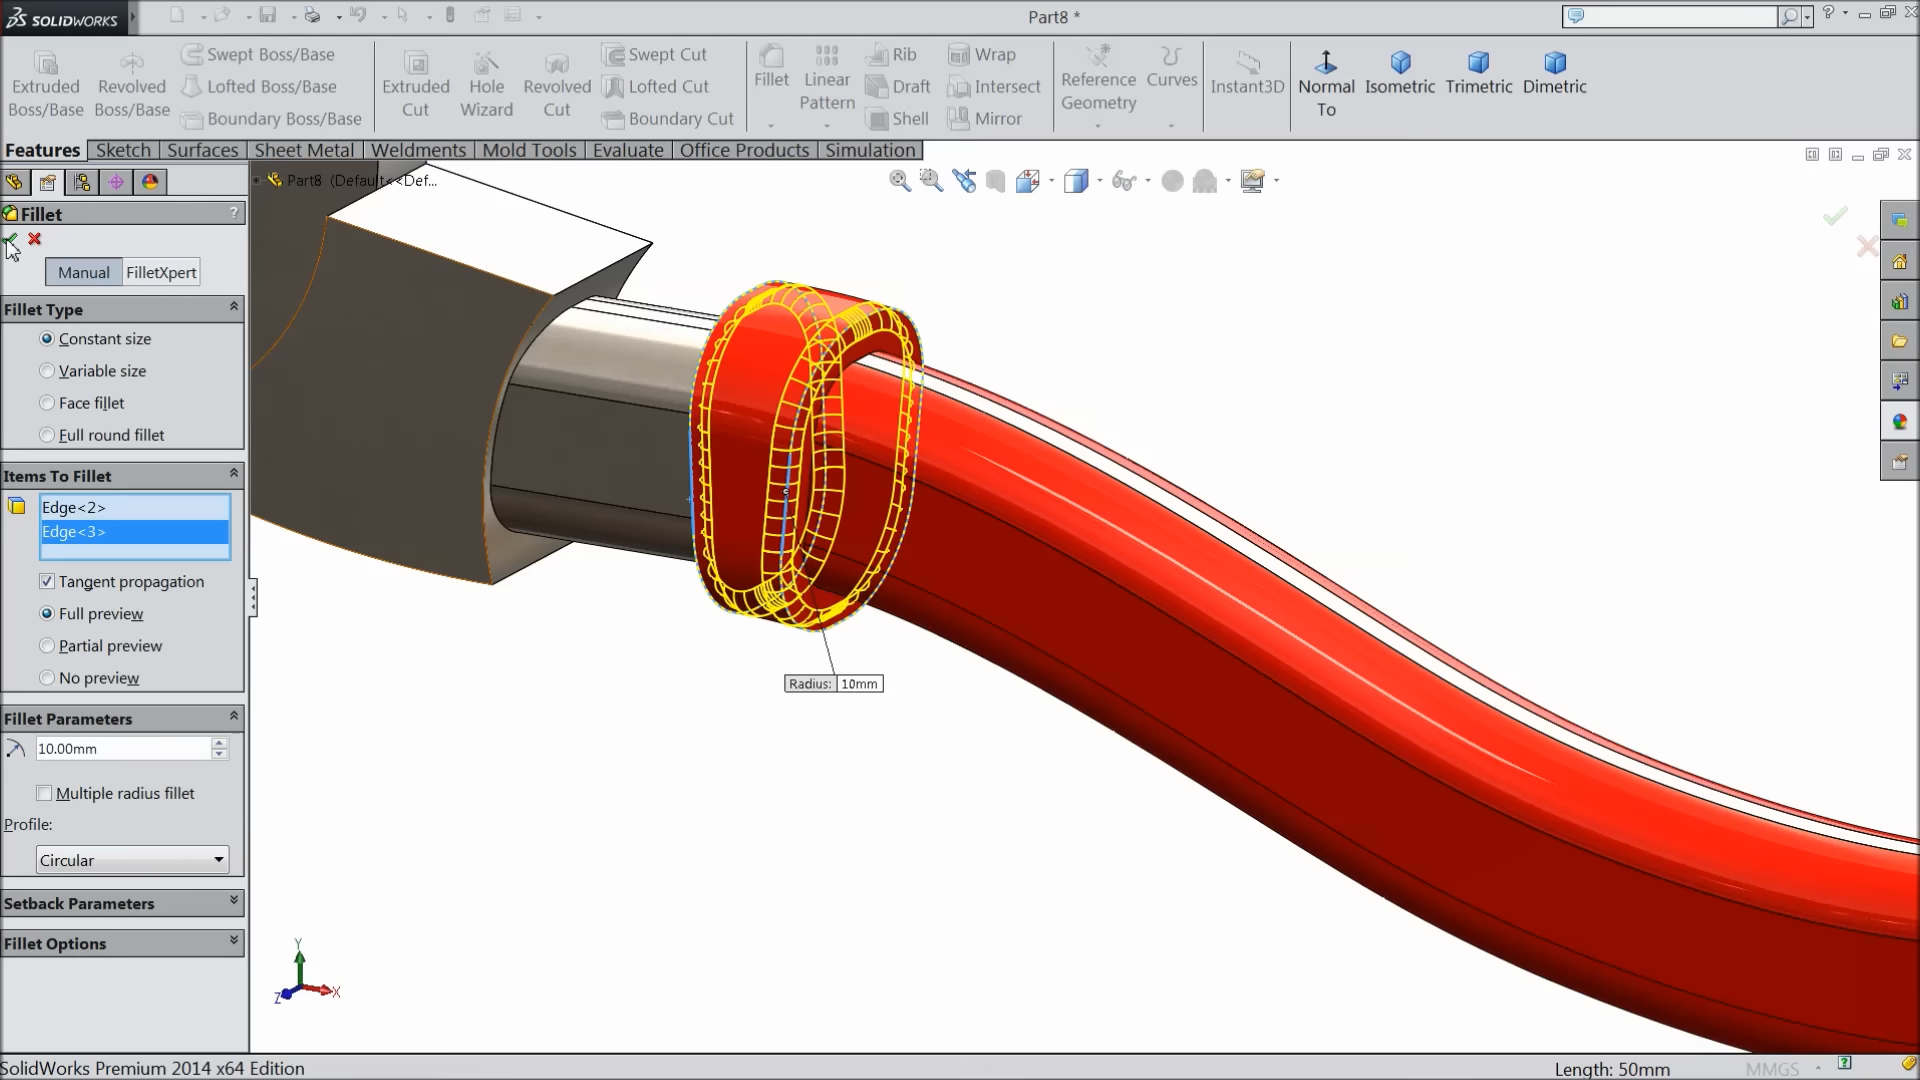 SOLIDWORKS
Part8 *
Extruded Boss/Base
Revolved Boss/Base
Swept Boss/Base
Lofted Boss/Base
Boundary Boss/Base
Extruded Cut
Hole Wizard
Revolved Cut
Swept Cut
Lofted Cut
Boundary Cut
Fillet
Linear Pattern
Rib
Draft
Shell
Wrap
Intersect
Mirror
Reference Geometry
Curves
Instant3D
Normal To
Isometric
Trimetric
Dimetric
Features
Sketch
Surfaces
Sheet Metal
Weldments
Mold Tools
Evaluate
Office Products
Simulation
Part8 (Default<<Def...
Fillet
?
Manual
FilletXpert
Fillet Type
Constant size
Variable size
Face fillet
Full round fillet
Items To Fillet
Edge<2>
Edge<3>
Tangent propagation
Full preview
Partial preview
No preview
Radius: 10mm
Fillet Parameters
10.00mm
Multiple radius fillet
Profile:
Circular
Setback Parameters
Fillet Options
Y
Z
X
SolidWorks Premium 2014 x64 Edition
Length: 50mm
MMGS